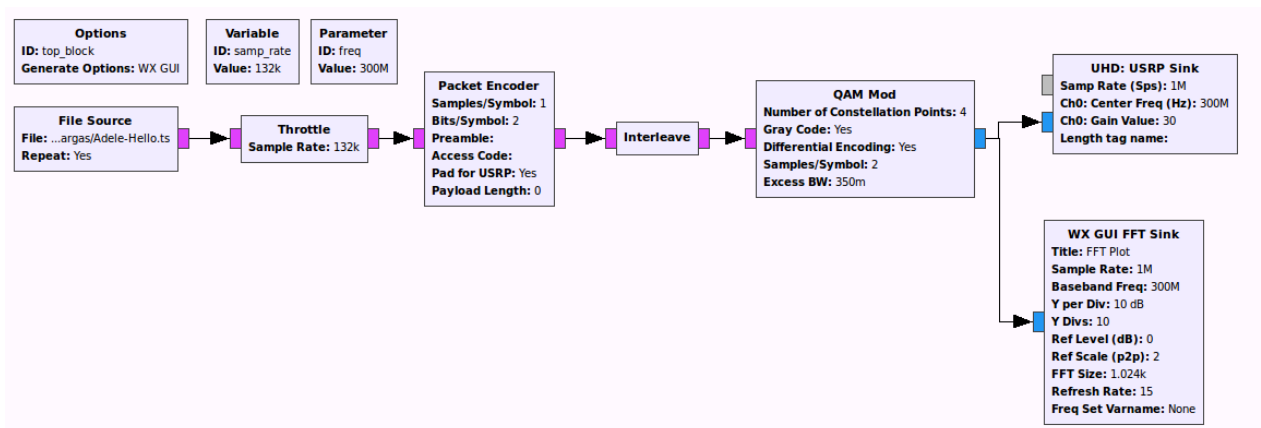 Options
ID: top_block
Generate Options: WX GUI
Variable
ID: samp_rate
Value: 132k
Parameter
ID: freq
Value: 300M
File Source
File: ...argas/Adele-Hello.ts
Repeat: Yes
Throttle
Sample Rate: 132k
Packet Encoder
Samples/Symbol: 1
Bits/Symbol: 2
Preamble:
Access Code:
Pad for USRP: Yes
Payload Length: 0
Interleave
QAM Mod
Number of Constellation Points: 4
Gray Code: Yes
Differential Encoding: Yes
Samples/Symbol: 2
Excess BW: 350m
UHD: USRP Sink
Samp Rate (Sps): 1M
Ch0: Center Freq (Hz): 300M
Ch0: Gain Value: 30
Length tag name:
WX GUI FFT Sink
Title: FFT Plot
Sample Rate: 1M
Baseband Freq: 300M
Y per Div: 10 dB
Y Divs: 10
Ref Level (dB): 0
Ref Scale (p2p): 2
FFT Size: 1.024k
Refresh Rate: 15
Freq Set Varname: None